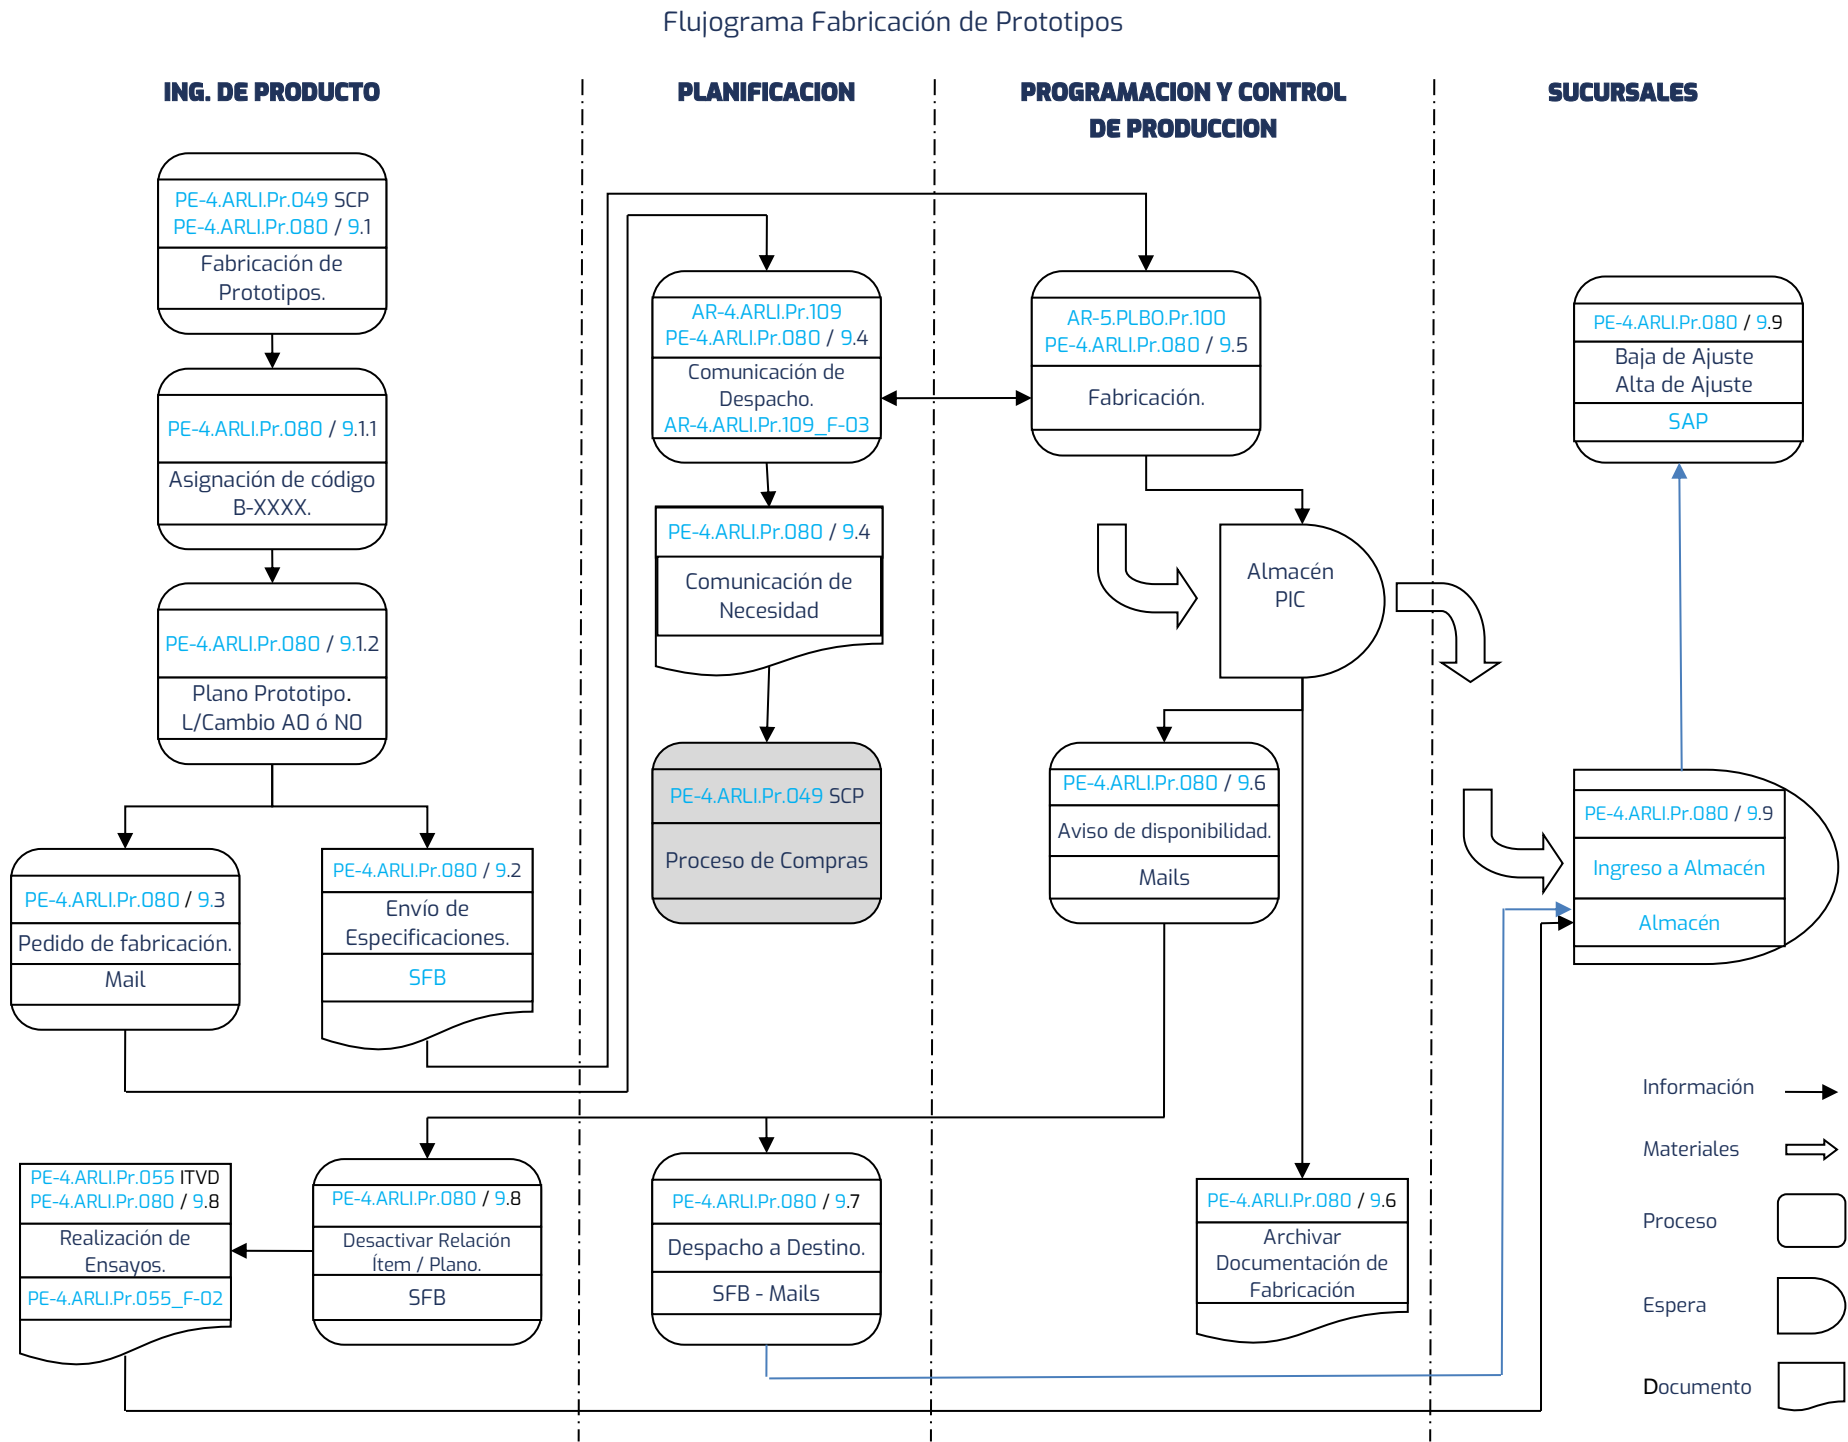 Flujograma Fabricación de Prototipos
ING. DE PRODUCTO
PLANIFICACION
PROGRAMACION Y CONTROL
DE PRODUCCION
SUCURSALES
PE-4.ARLI.Pr.049 SCP
PE-4.ARLI.Pr.080 / 9.1
Fabricación de
Prototipos.
PE-4.ARLI.Pr.080 / 9.1.1
Asignación de código
B-XXXX.
PE-4.ARLI.Pr.080 / 9.1.2
Plano Prototipo.
L/Cambio A0 ó N0
PE-4.ARLI.Pr.080 / 9.3
Pedido de fabricación.
Mail
PE-4.ARLI.Pr.080 / 9.2
Envío de
Especificaciones.
SFB
PE-4.ARLI.Pr.055 ITVD
PE-4.ARLI.Pr.080 / 9.8
Realización de
Ensayos.
PE-4.ARLI.Pr.055_F-02
PE-4.ARLI.Pr.080 / 9.8
Desactivar Relación
Ítem / Plano.
SFB
AR-4.ARLI.Pr.109
PE-4.ARLI.Pr.080 / 9.4
Comunicación de
Despacho.
AR-4.ARLI.Pr.109_F-03
PE-4.ARLI.Pr.080 / 9.4
Comunicación de
Necesidad
PE-4.ARLI.Pr.049 SCP
Proceso de Compras
PE-4.ARLI.Pr.080 / 9.7
Despacho a Destino.
SFB - Mails
AR-5.PLBO.Pr.100
PE-4.ARLI.Pr.080 / 9.5
Fabricación.
Almacén
PIC
PE-4.ARLI.Pr.080 / 9.6
Aviso de disponibilidad.
Mails
PE-4.ARLI.Pr.080 / 9.6
Archivar
Documentación de
Fabricación
PE-4.ARLI.Pr.080 / 9.9
Baja de Ajuste
Alta de Ajuste
SAP
PE-4.ARLI.Pr.080 / 9.9
Ingreso a Almacén
Almacén
Información
Materiales
Proceso
Espera
Documento